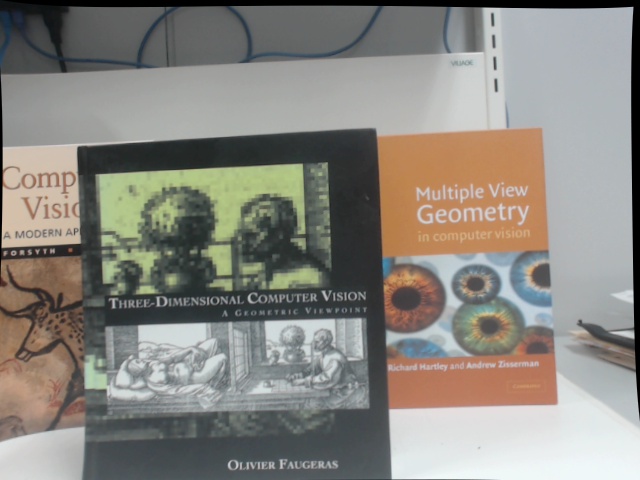 Comp
Visio
A MODERN AP
FORSYTH
THREE-DIMENSIONAL COMPUTER VISION
A GEOMETRIC VIEWPOINT
OLIVIER FAUGERAS
Multiple View
Geometry
in computer vision
Richard Hartley and Andrew Zisserman